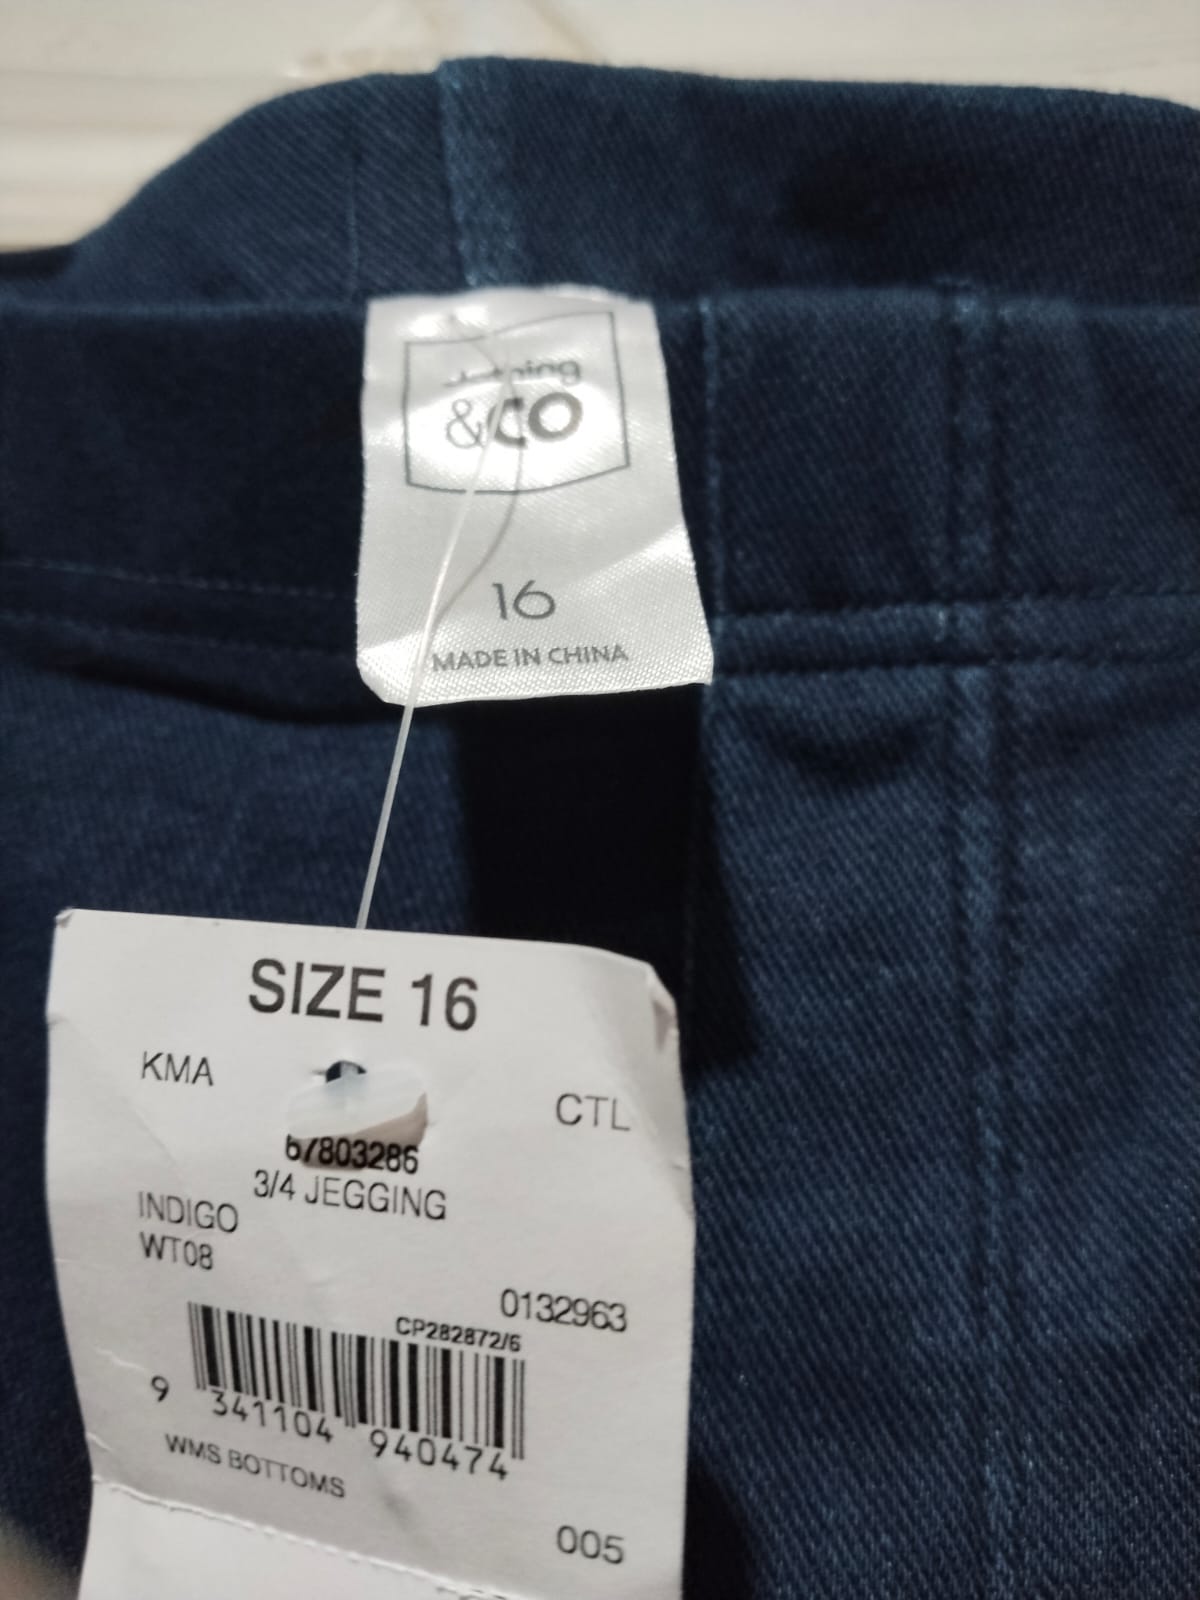 &CO
16
MADE IN CHINA
SIZE 16
KMA
CTL
67803286
3/4 JEGGING
INDIGO
WT08
0132963
CP282872/6
9 341104 940474
WMS BOTTOMS
005